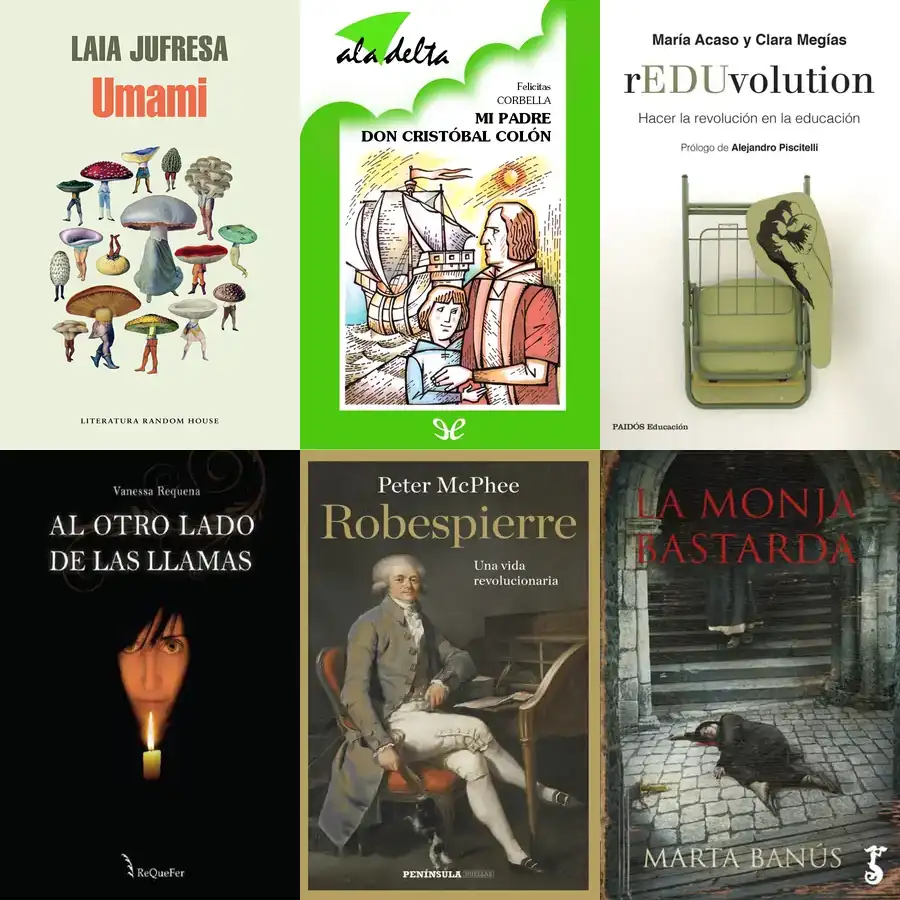 LAIA JUFRESA
Umami
LITERATURA RANDOM HOUSE
ala delta
Felicitas
CORBELLA
MI PADRE
DON CRISTÓBAL COLÓN
María Acaso y Clara Megías
rEDUvolution
Hacer la revolución en la educación
Prólogo de Alejandro Piscitelli
PAIDÓS Educación
Vanessa Requena
AL OTRO LADO
DE LAS LLAMAS
ReQueFer
Peter McPhee
Robespierre
Una vida
revolucionaria
PENÍNSULA HUELLAS
LA MONJA
BASTARDA
MARTA BANÚS